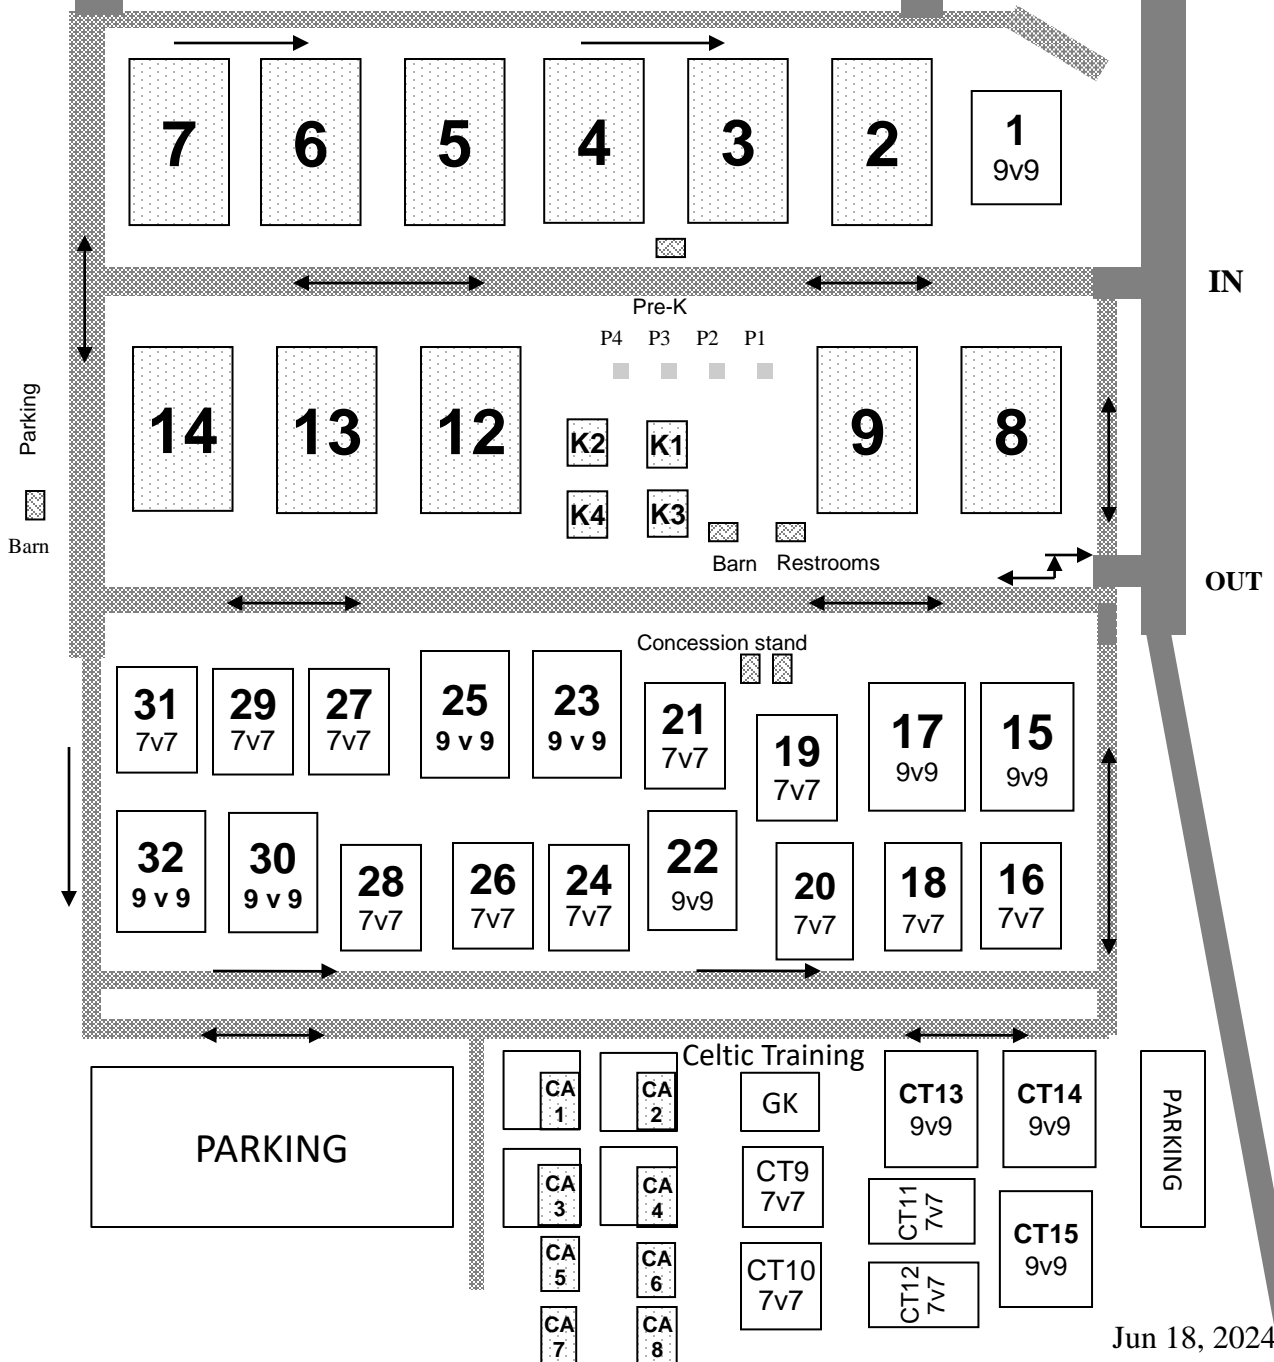 7 6 5 4 3 2 1
9v9
IN
Pre-K
P4 P3 P2 P1
Parking
14 13 12 9 8
K2 K1
K4 K3
Barn
Barn Restrooms
OUT
Concession stand
31 29 27 25 23 21 19 17 15
7v7 7v7 7v7 9 v 9 9 v 9 7v7 7v7 9v9 9v9
32 30 28 26 24 22 20 18 16
9 v 9 9 v 9 7v7 7v7 7v7 9v9 7v7 7v7 7v7
Celtic Training
PARKING
CA 1
CA 2
GK
CT13
9v9
CT14
9v9
PARKING
CA 3
CA 4
CT9
7v7
CT11
7v7
CT15
9v9
CA 5
CA 6
CT10
7v7
CT12
7v7
CA 7
CA 8
Jun 18, 2024